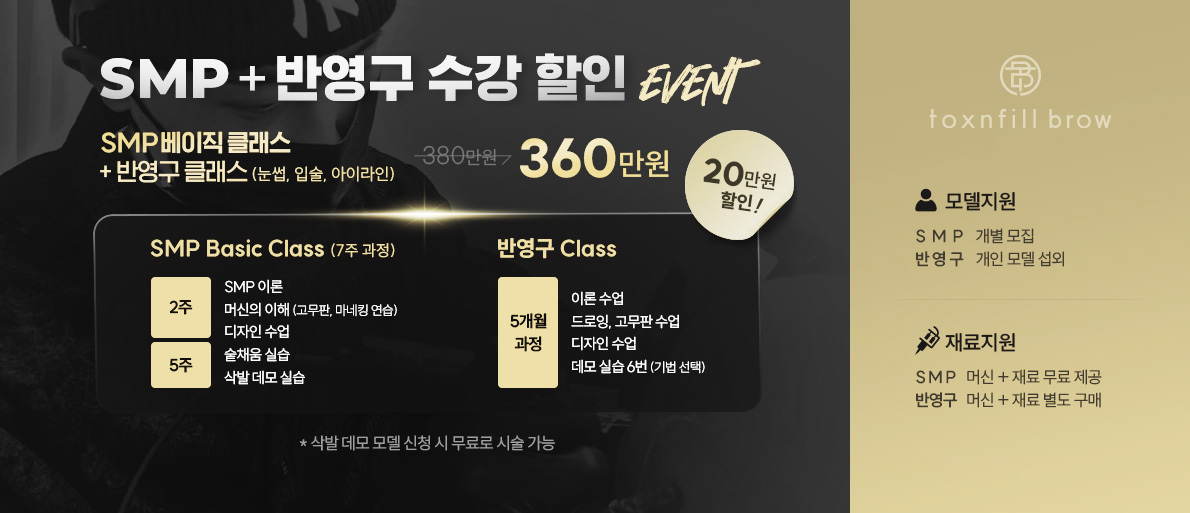 SMP + 반영구 수강 할인 EVENT
SMP베이직 클래스
+ 반영구 클래스 (눈썹, 입술, 아이라인)
380만원
360만원
20만원
할인!
SMP Basic Class (7주 과정)
2주
SMP 이론
머신의 이해 (고무판, 마네킹 연습)
디자인 수업
5주
숱채움 실습
삭발 데모 실습
반영구 Class
5개월
과정
이론 수업
드로잉, 고무판 수업
디자인 수업
데모 실습 6번 (기법 선택)
* 삭발 데모 모델 신청 시 무료로 시술 가능
toxnfill brow
모델지원
SMP 개별 모집
반영구 개인 모델 섭외
재료지원
SMP 머신 + 재료 무료 제공
반영구 머신 + 재료 별도 구매